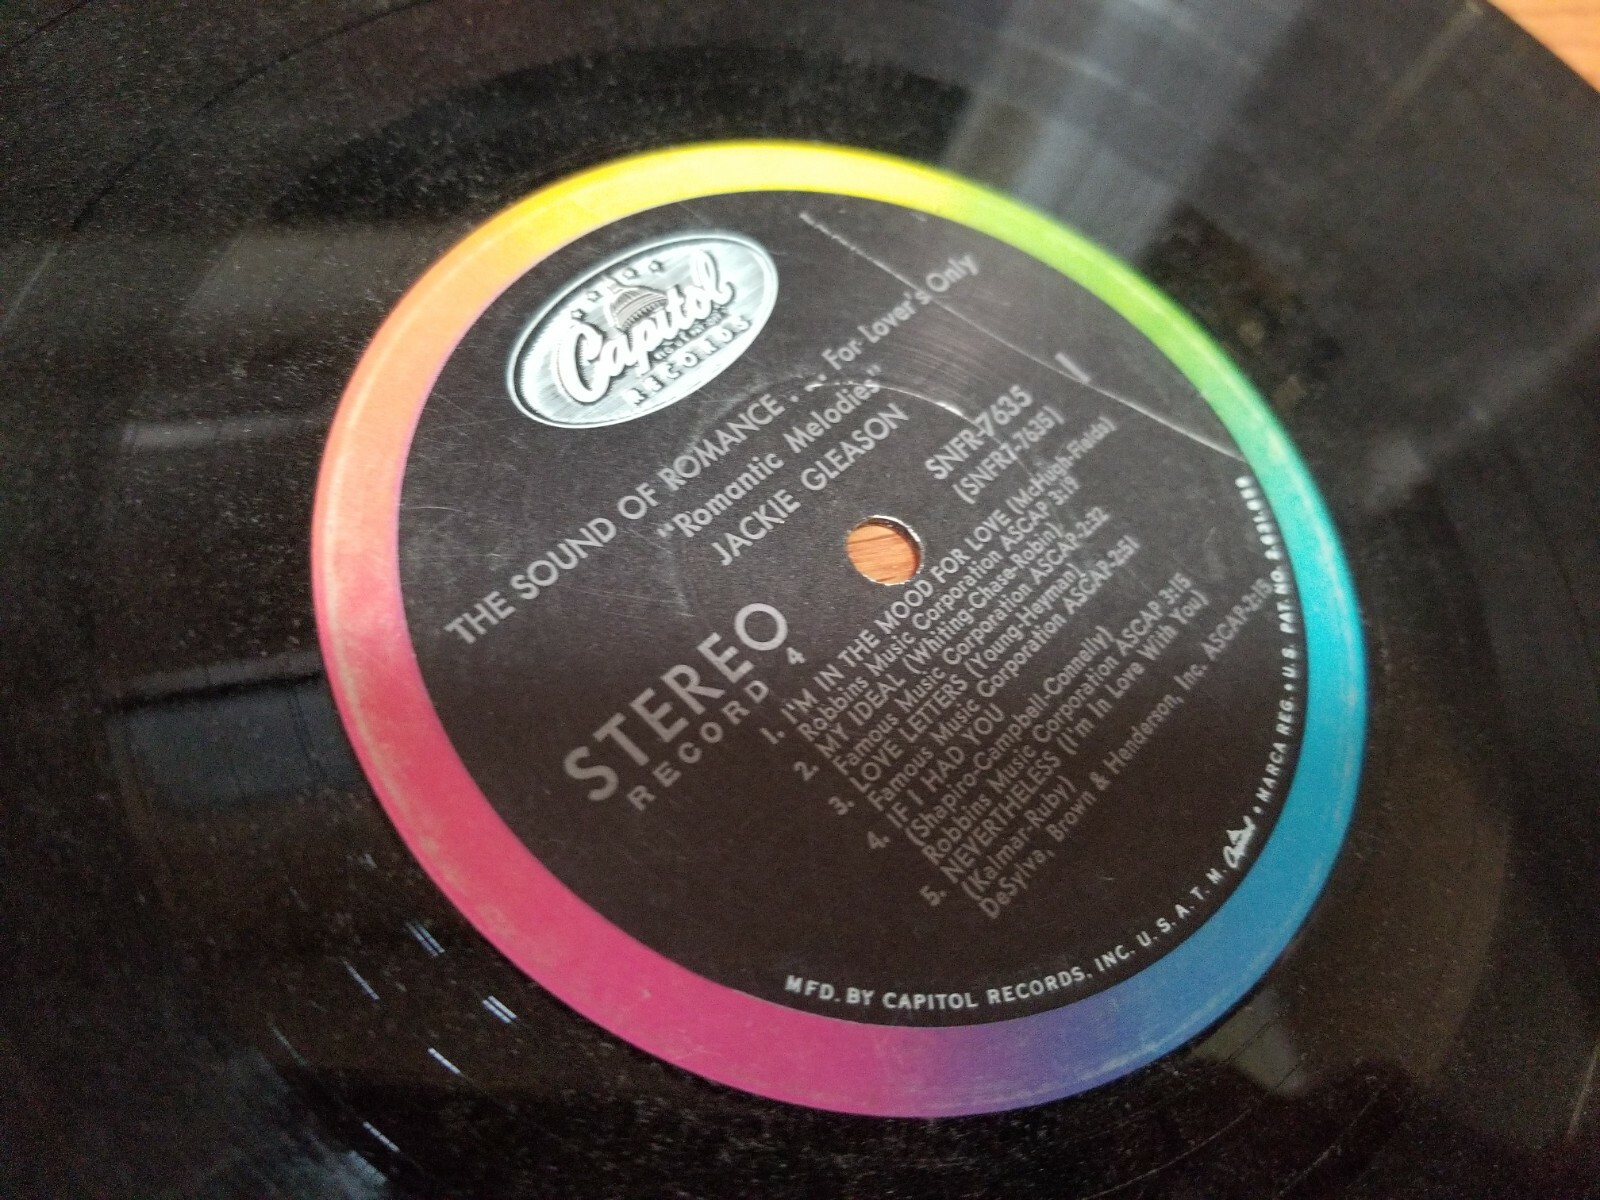 Capitol
RECORDS
THE SOUND OF ROMANCE . . . For Lover's Only
"Romantic Melodies"
JACKIE GLEASON
STEREO
RECORD 4
SNFR-7635
(SNFR7-7635)
1. I'M IN THE MOOD FOR LOVE (McHugh-Fields)
Robbins Music Corporation ASCAP 3:19
2. MY IDEAL (Whiting-Chase-Robin)
Famous Music Corporation ASCAP-2:32
3. LOVE LETTERS (Young-Heyman)
Famous Music Corporation ASCAP-2:51
4. IF I HAD YOU
(Shapiro-Campbell-Connelly)
Robbins Music Corporation ASCAP 3:15
5. NEVERTHELESS (I'm In Love With You)
(Kalmar-Ruby)
DeSylva, Brown & Henderson, Inc. ASCAP-2:13
MFD. BY CAPITOL RECORDS, INC. U. S. A. T. M. Capitol • MARCA REG. • U. S. PAT. NO.